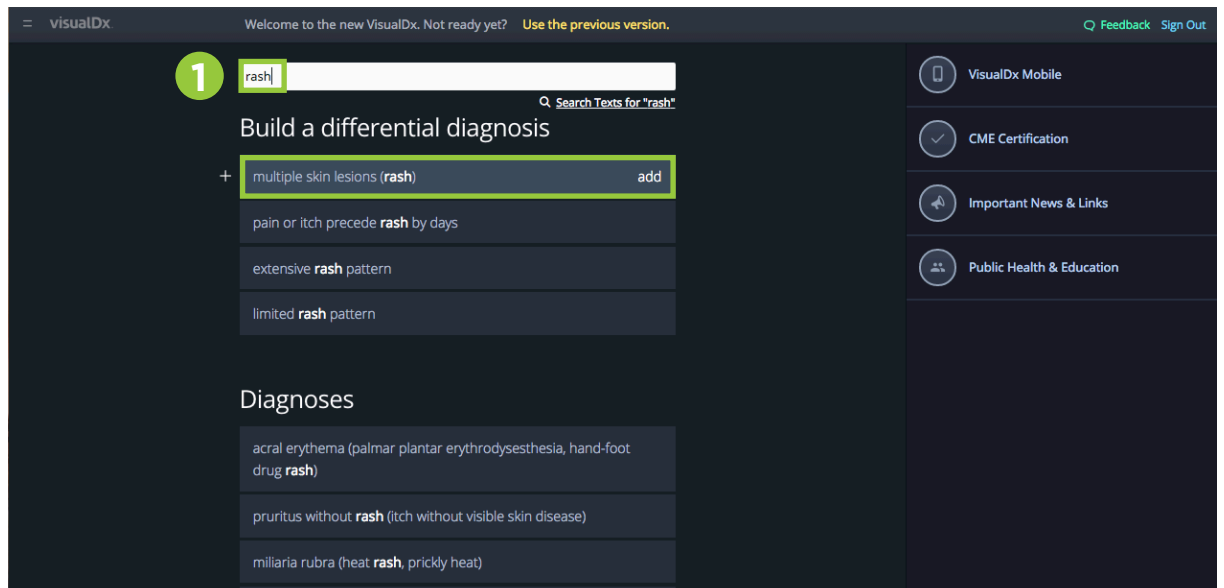 visualDx
Welcome to the new VisualDx. Not ready yet? Use the previous version.
Feedback Sign Out
1
rash
Search Texts for "rash"
Build a differential diagnosis
+ multiple skin lesions (rash) add
pain or itch precede rash by days
extensive rash pattern
limited rash pattern
Diagnoses
acral erythema (palmar plantar erythrodysesthesia, hand-foot
drug rash)
pruritus without rash (itch without visible skin disease)
miliaria rubra (heat rash, prickly heat)
VisualDx Mobile
CME Certification
Important News & Links
Public Health & Education